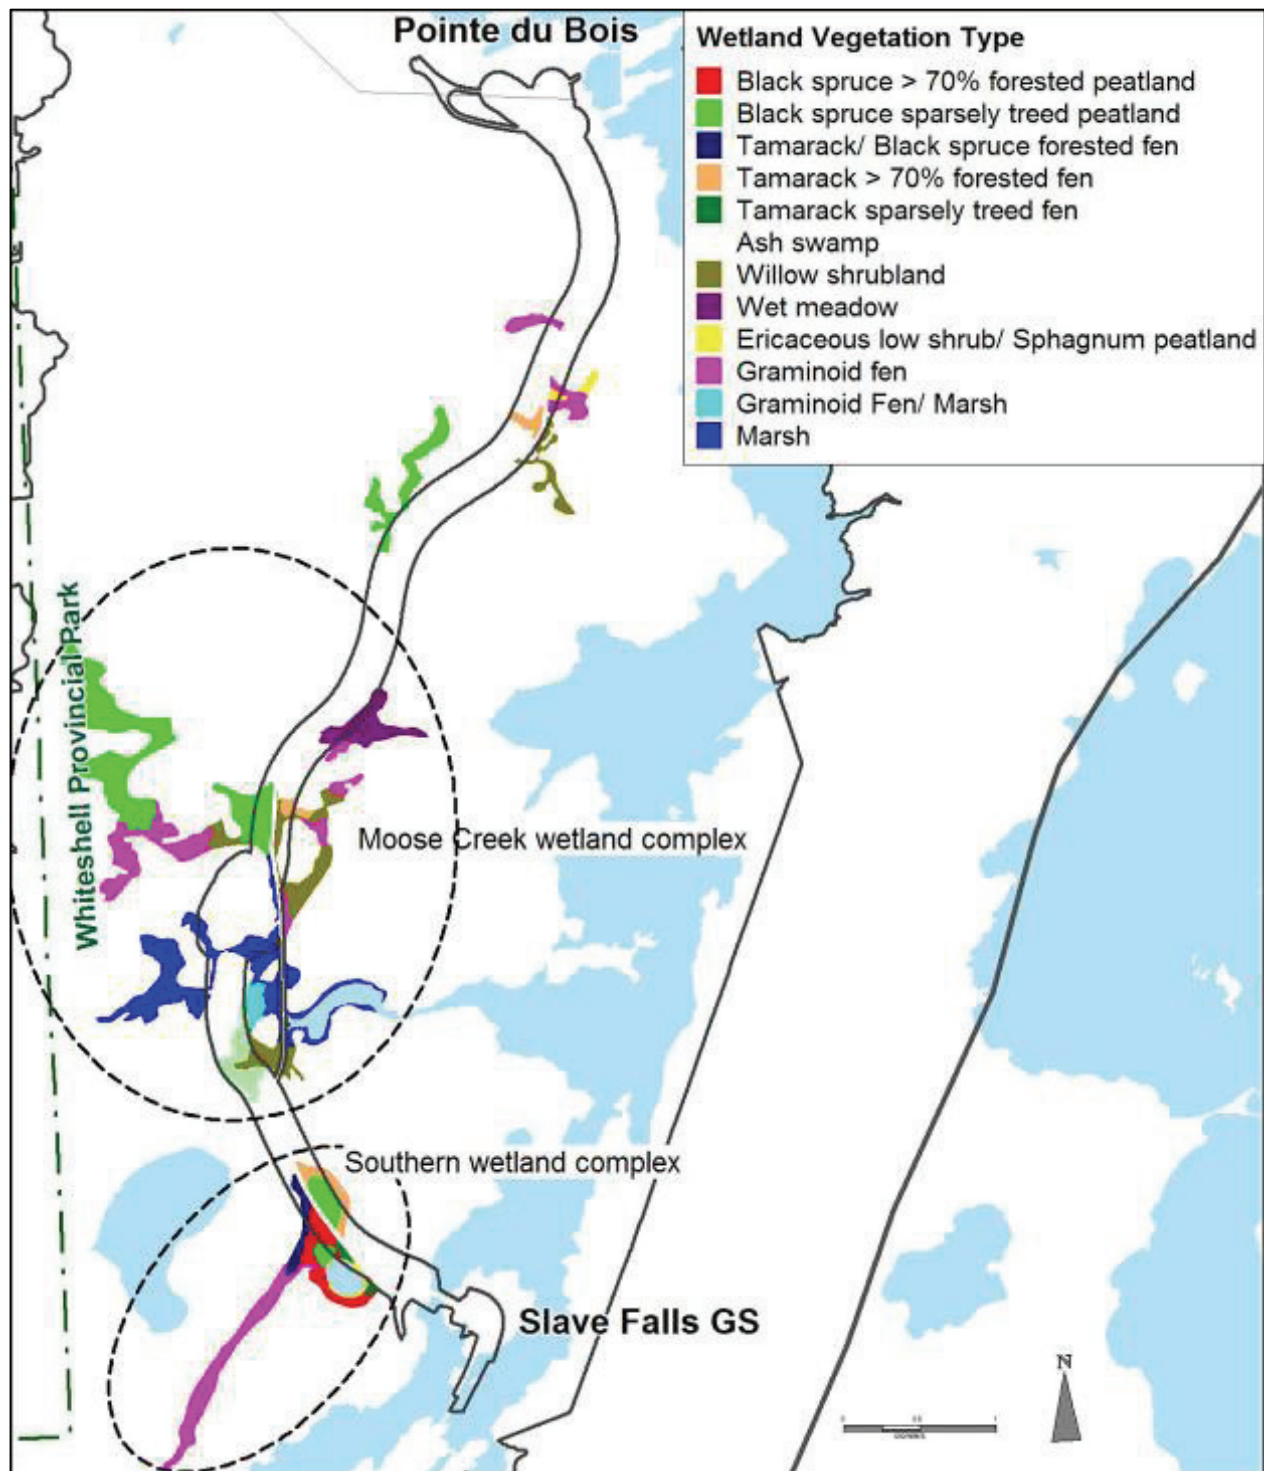 Pointe du Bois
Wetland Vegetation Type
Black spruce > 70% forested peatland
Black spruce sparsely treed peatland
Tamarack/ Black spruce forested fen
Tamarack > 70% forested fen
Tamarack sparsely treed fen
Ash swamp
Willow shrubland
Wet meadow
Ericaceous low shrub/ Sphagnum peatland
Graminoid fen
Graminoid Fen/ Marsh
Marsh
Whiteshell Provincial Park
Moose Creek wetland complex
Southern wetland complex
Slave Falls GS
N